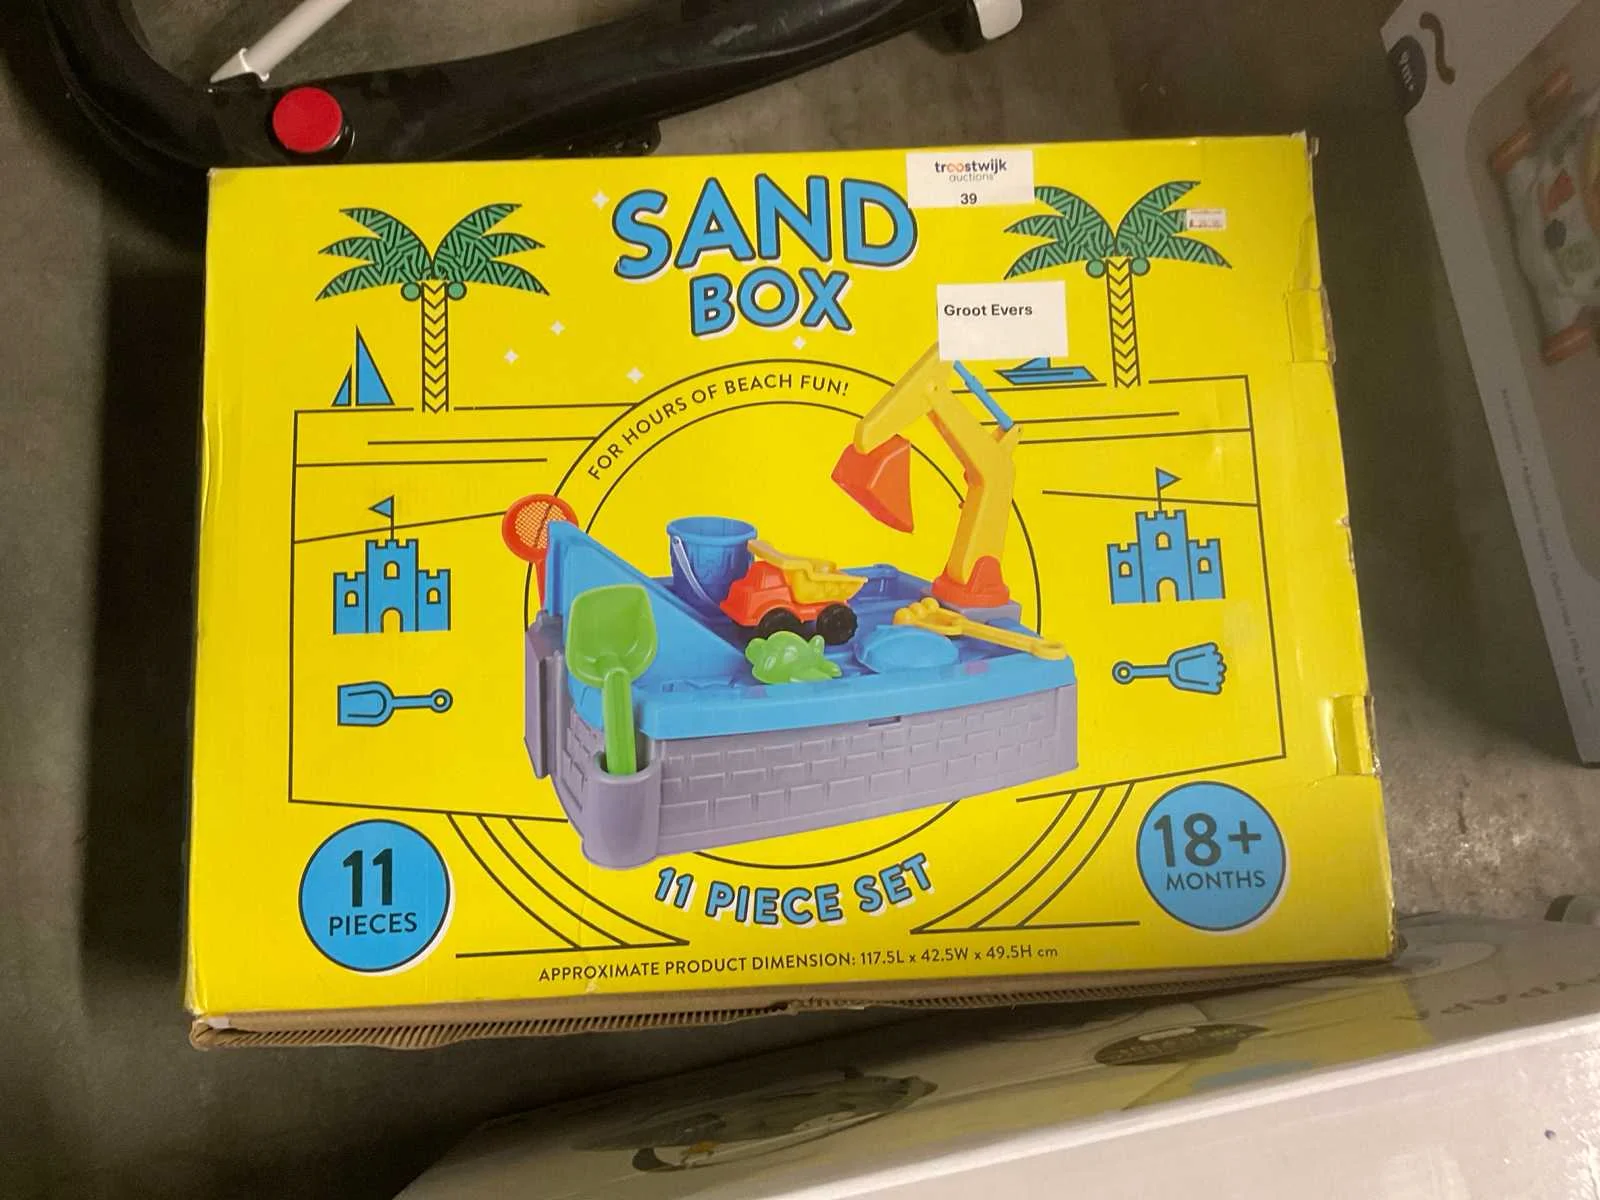 SAND
BOX
troostwijk
auctions
39
Groot Evers
FOR HOURS OF BEACH FUN!
11
PIECES
18+
MONTHS
11 PIECE SET
APPROXIMATE PRODUCT DIMENSION: 117.5L x 42.5W x 49.5H cm
9m+